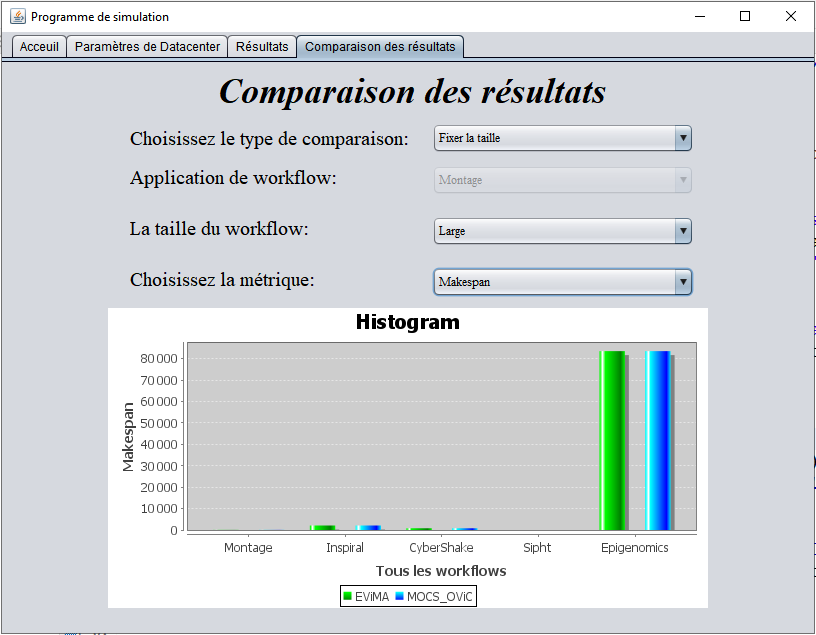 Programme de simulation
Acceuil Paramètres de Datacenter Résultats Comparaison des résultats
Comparaison des résultats
Choisissez le type de comparaison: Fixer la taille
Application de workflow: Montage
La taille du workflow: Large
Choisissez la métrique: Makespan
Histogram
Makespan
80 000
70 000
60 000
50 000
40 000
30 000
20 000
10 000
0
Montage Inspiral CyberShake Sipht Epigenomics
Tous les workflows
EViMA MOCS_OViC